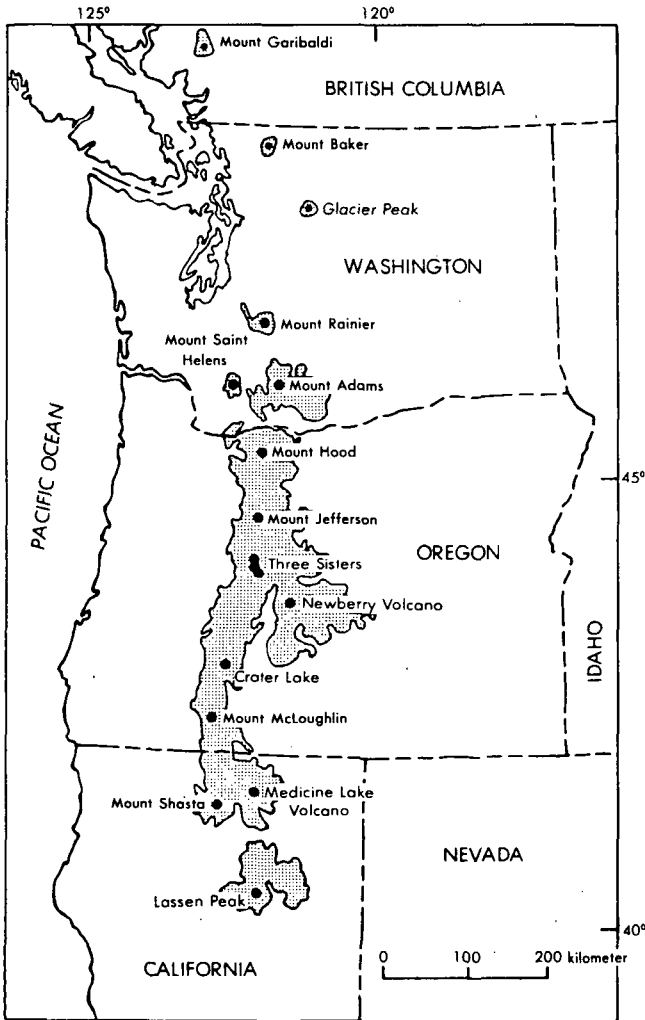 125°
120°
Mount Garibaldi
BRITISH COLUMBIA
Mount Baker
Glacier Peak
WASHINGTON
Mount Rainier
Mount Saint
Helens
Mount Adams
PACIFIC OCEAN
Mount Hood
45°
Mount Jefferson
OREGON
Three Sisters
Newberry Volcano
IDAHO
Crater Lake
Mount McLoughlin
Medicine Lake
Volcano
Mount Shasta
NEVADA
Lassen Peak
40°
CALIFORNIA
0 100 200 kilometer